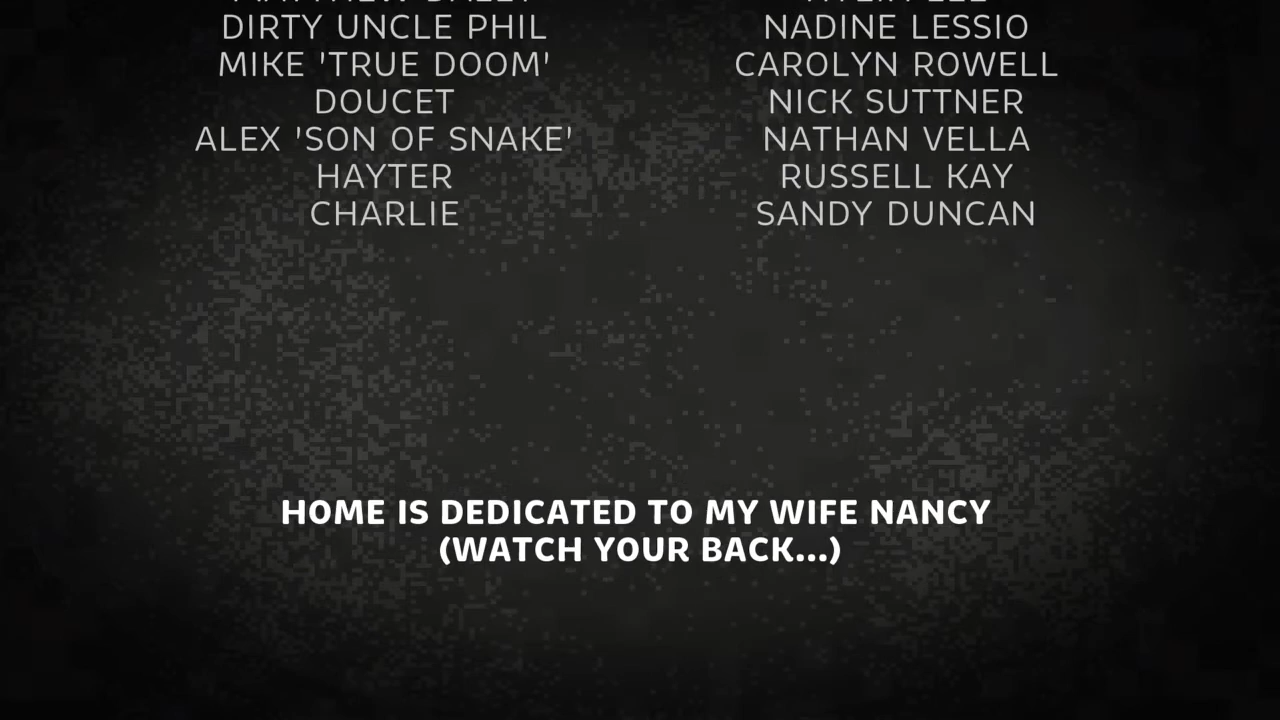 DIRTY UNCLE PHIL
MIKE 'TRUE DOOM'
DOUCET
ALEX 'SON OF SNAKE'
HAYTER
CHARLIE
NADINE LESSIO
CAROLYN ROWELL
NICK SUTTNER
NATHAN VELLA
RUSSELL KAY
SANDY DUNCAN
HOME IS DEDICATED TO MY WIFE NANCY
(WATCH YOUR BACK...)